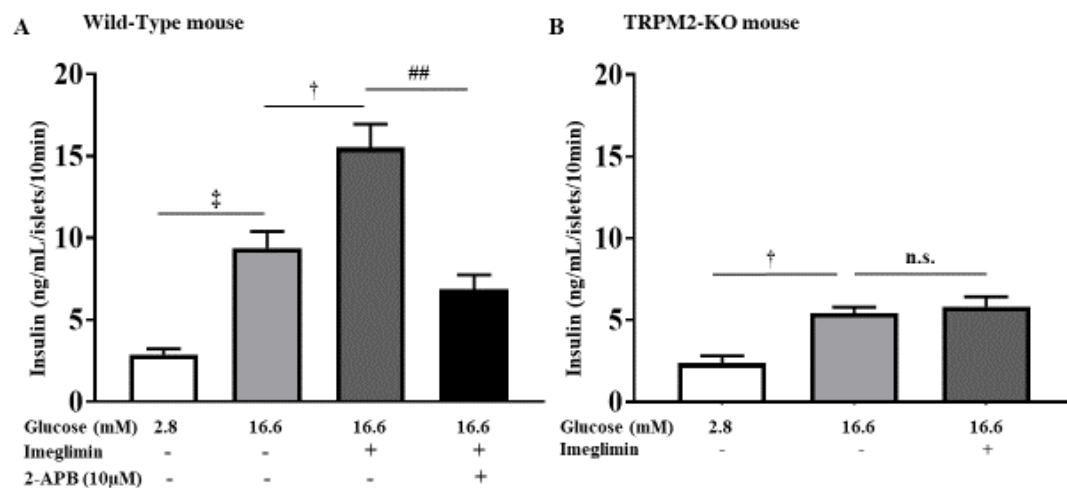 A Wild-Type mouse
Insulin (ng/mL/islets/10min)
20
15
10
5
0
‡
†
##
Glucose (mM) 2.8 16.6 16.6 16.6
Imeglimin - - + +
2-APB (10µM) - - - +
B TRPM2-KO mouse
Insulin (ng/mL/islets/10min)
20
15
10
5
0
†
n.s.
Glucose (mM) 2.8 16.6 16.6
Imeglimin - - +